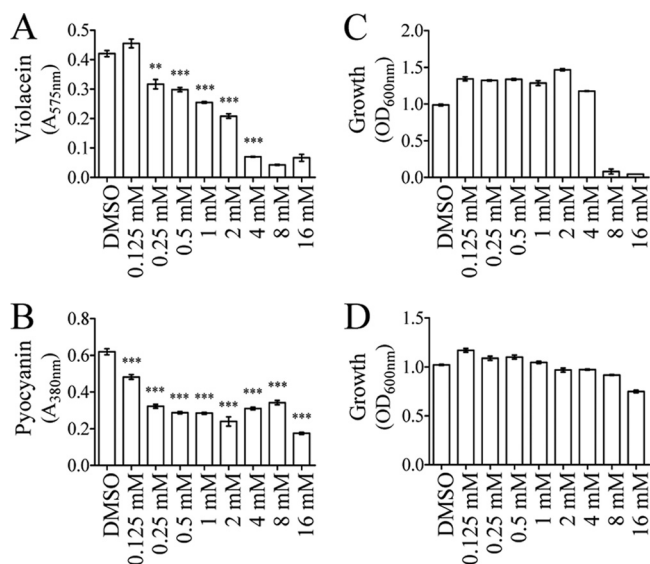 A
Violacein
(A575nm)
0.5
0.4
0.3
0.2
0.1
0.0
** *** *** *** ***
DMSO
0.125 mM
0.25 mM
0.5 mM
1 mM
2 mM
4 mM
8 mM
16 mM
C
Growth
(OD600nm)
2.0
1.5
1.0
0.5
0.0
DMSO
0.125 mM
0.25 mM
0.5 mM
1 mM
2 mM
4 mM
8 mM
16 mM
B
Pyocyanin
(A380nm)
0.8
0.6
0.4
0.2
0.0
*** *** *** *** *** *** *** ***
DMSO
0.125 mM
0.25 mM
0.5 mM
1 mM
2 mM
4 mM
8 mM
16 mM
D
Growth
(OD600nm)
1.5
1.0
0.5
0.0
DMSO
0.125 mM
0.25 mM
0.5 mM
1 mM
2 mM
4 mM
8 mM
16 mM